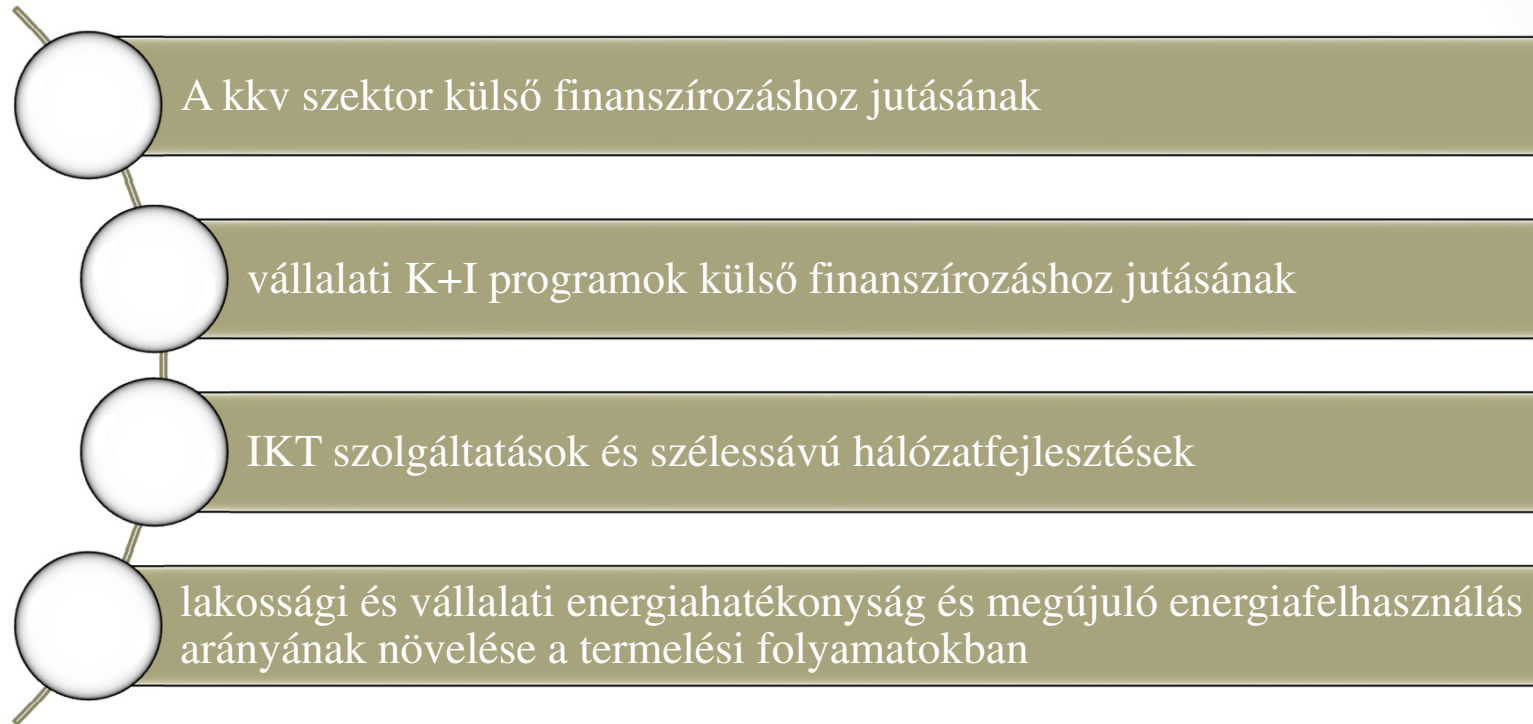 A kkv szektor külső finanszírozáshoz jutásának
vállalati K+I programok külső finanszírozáshoz jutásának
IKT szolgáltatások és szélessávú hálózatfejlesztések
lakossági és vállalati energiahatékonyság és megújuló energiafelhasználás
arányának növelése a termelési folyamatokban